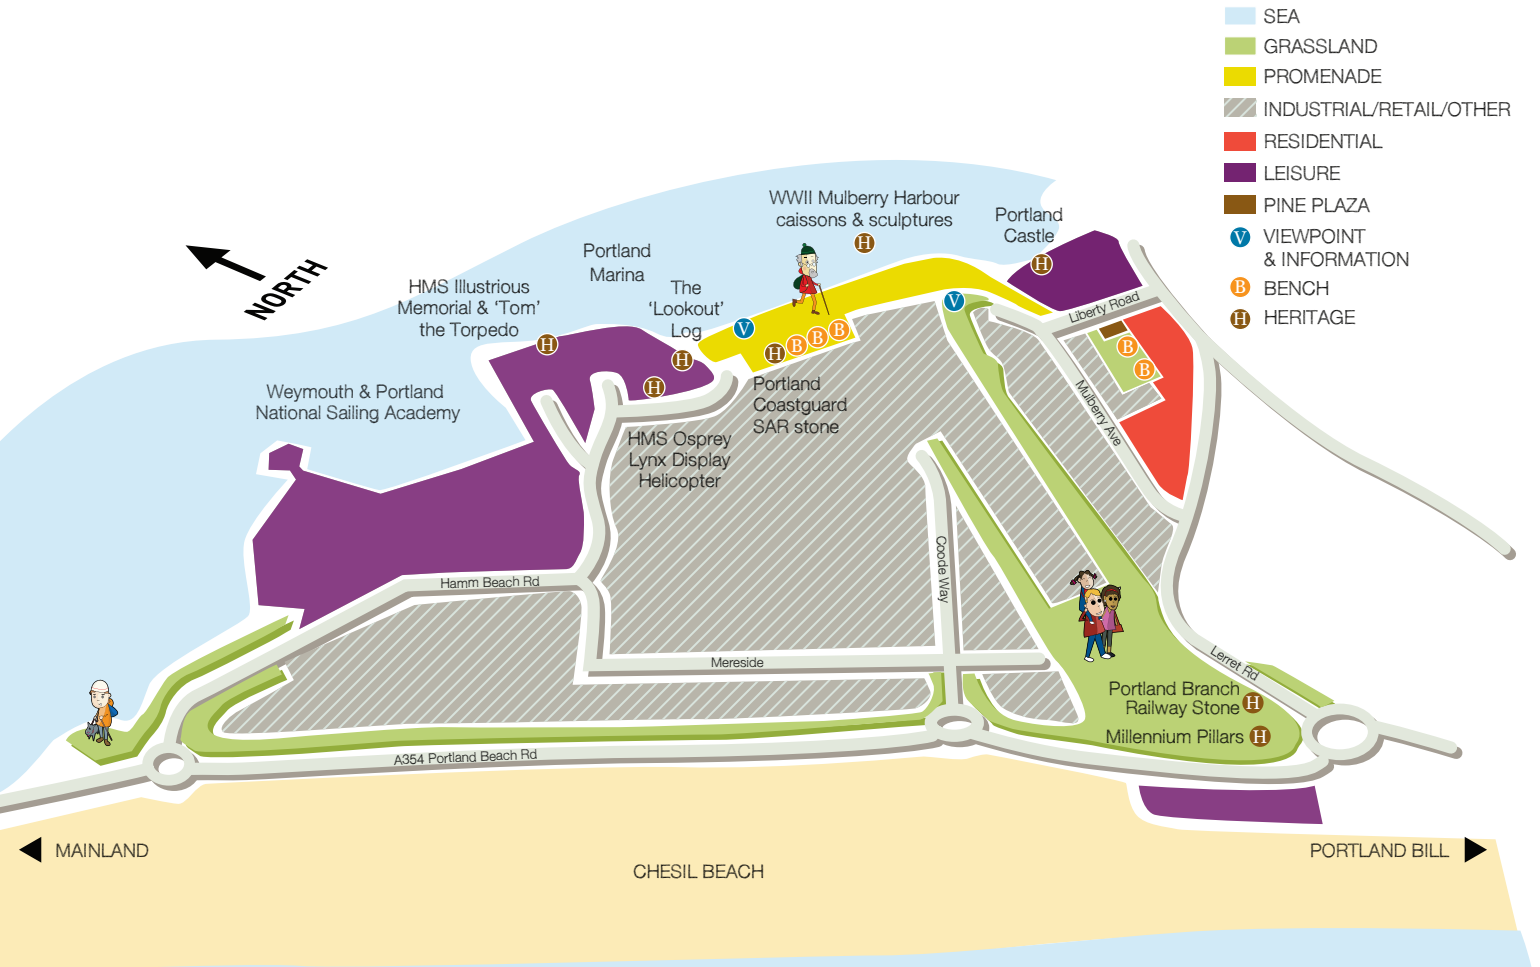 SEA
GRASSLAND
PROMENADE
INDUSTRIAL/RETAIL/OTHER
RESIDENTIAL
LEISURE
PINE PLAZA
V
VIEWPOINT
& INFORMATION
B
BENCH
H
HERITAGE
NORTH
WWII Mulberry Harbour
caissons & sculptures
H
Portland
Castle
H
Portland
Marina
The
‘Lookout’
Log
H
HMS Illustrious
Memorial & ‘Tom’
the Torpedo
H
H
V
H
B
B
B
V
Liberty Road
B
B
Weymouth & Portland
National Sailing Academy
Portland
Coastguard
SAR stone
HMS Osprey
Lynx Display
Helicopter
Mulberry Ave
Coode Way
Hamm Beach Rd
Mereside
Lerret Rd
Portland Branch
Railway Stone
H
Millennium Pillars
H
A354 Portland Beach Rd
MAINLAND
PORTLAND BILL
CHESIL BEACH